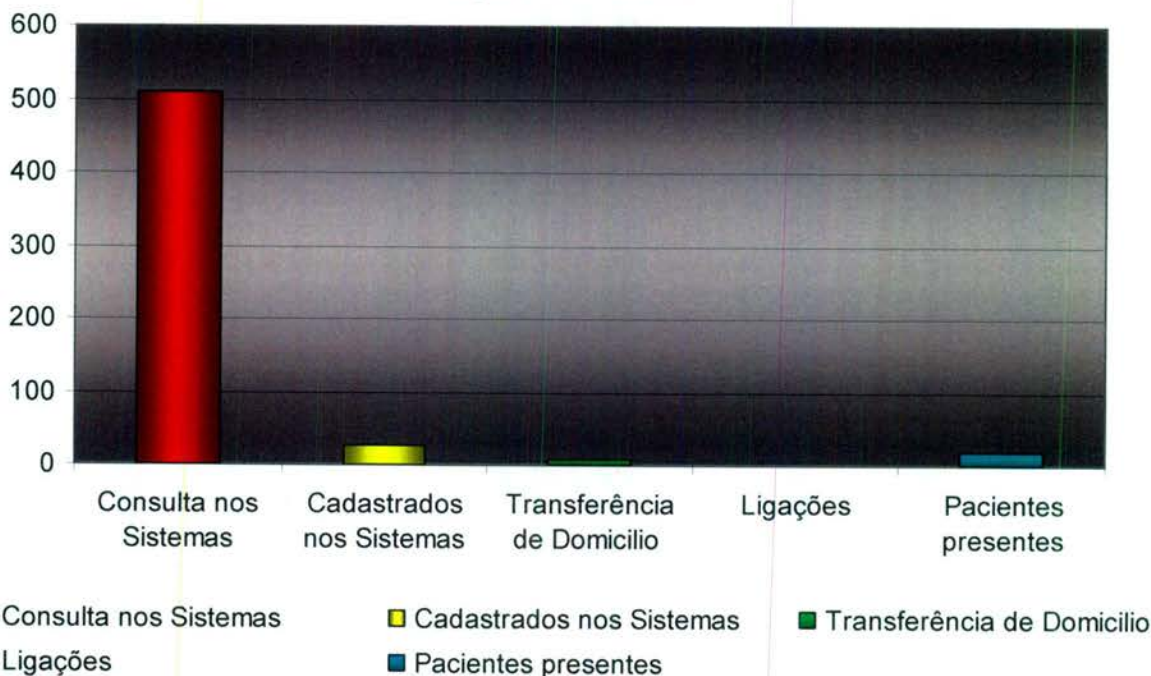 600
500
400
300
200
100
0
Consulta nos
Sistemas
Cadastrados
nos Sistemas
Transferência
de Domicilio
Ligações
Pacientes
presentes
Consulta nos Sistemas
Cadastrados nos Sistemas
Transferência de Domicilio
Ligações
Pacientes presentes